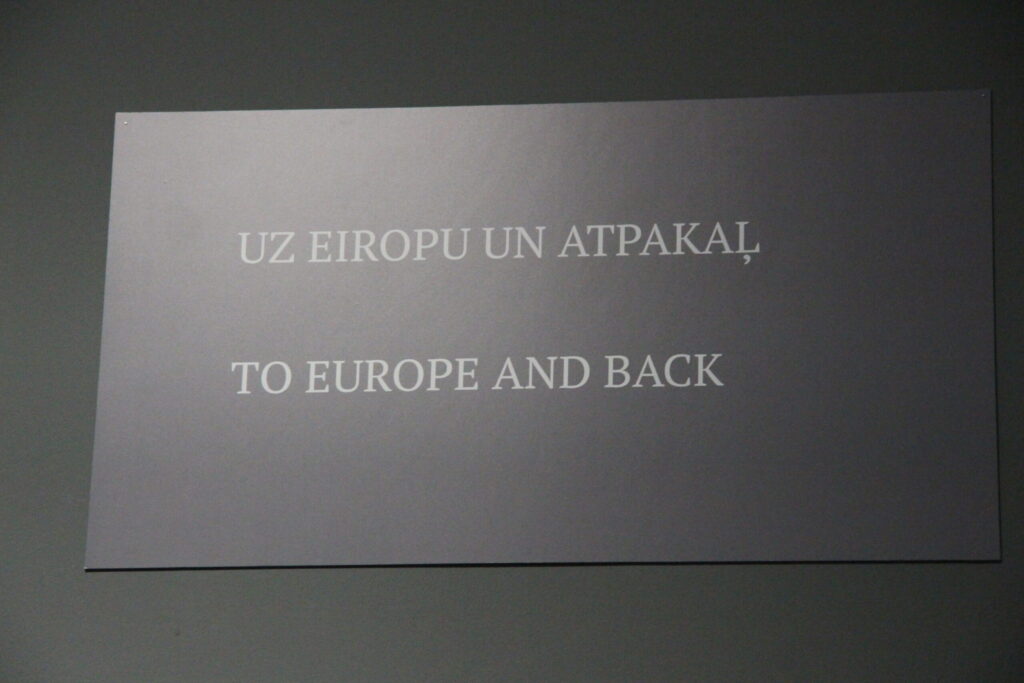 UZ EIROPU UN ATPAKAĻ
TO EUROPE AND BACK